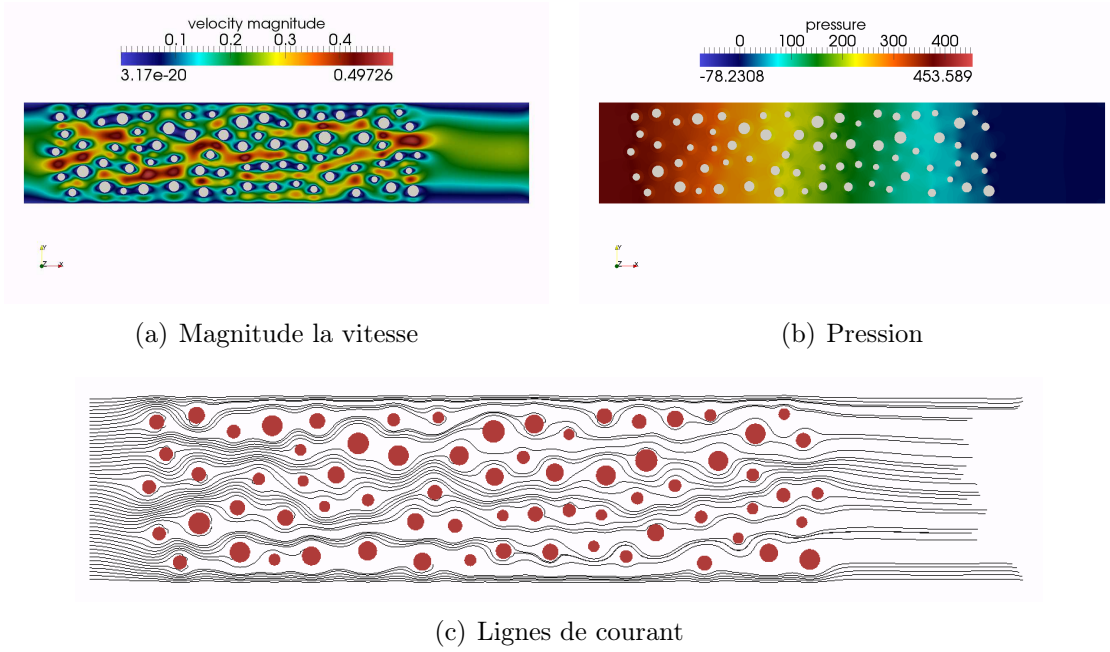 velocity magnitude
0.1 0.2 0.3 0.4
3.17e-20 0.49726
Y
Z X
(a) Magnitude la vitesse
pressure
0 100 200 300 400
-78.2308 453.589
Y
Z X
(b) Pression
(c) Lignes de courant